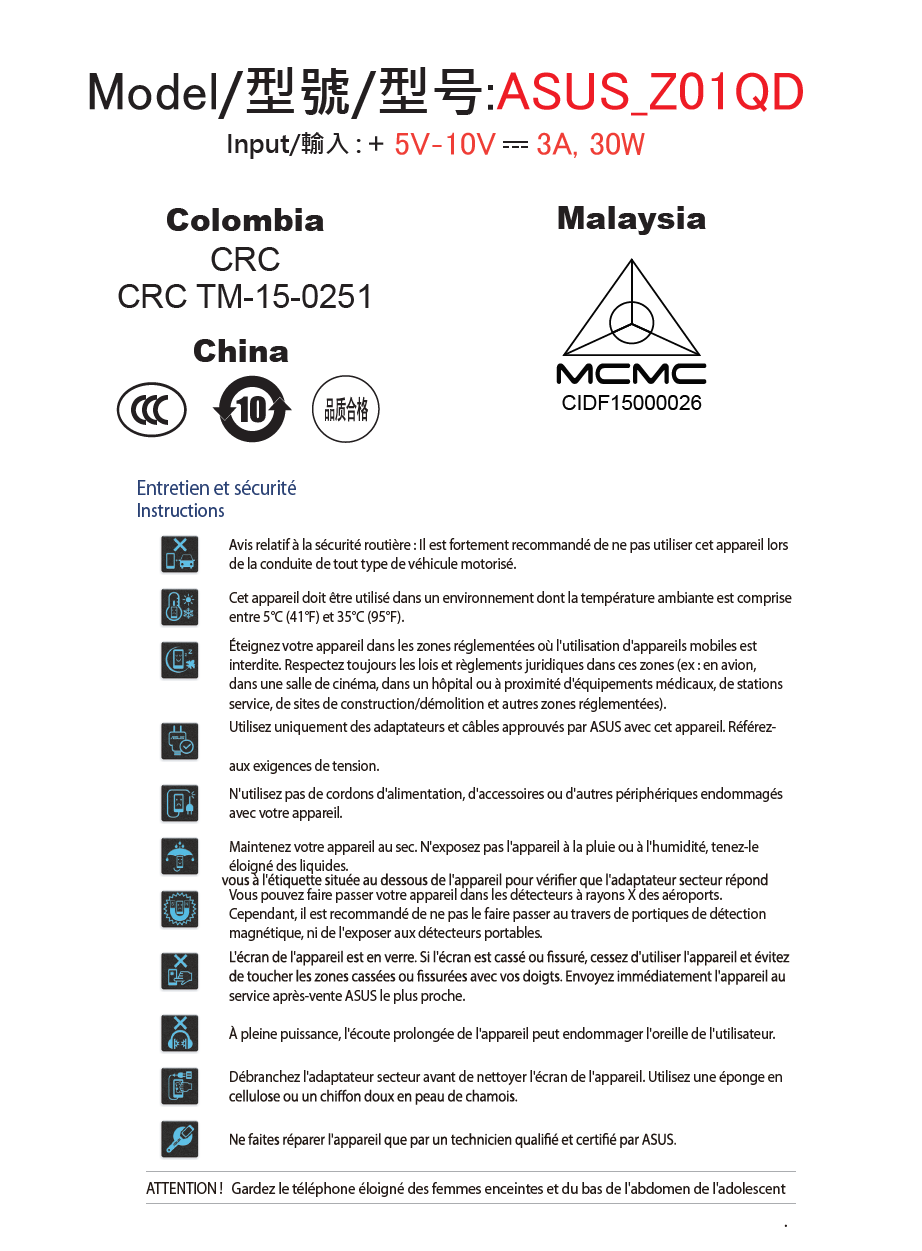 Model/型號/型号:ASUS_Z01QD
Input/輸入 : + 5V-10V ⎓ 3A, 30W
Colombia
CRC
CRC TM-15-0251
Malaysia
MCMC
CIDF15000026
China
CCC
10
品质合格
Entretien et sécurité
Instructions
Avis relatif à la sécurité routière : Il est fortement recommandé de ne pas utiliser cet appareil lors
de la conduite de tout type de véhicule motorisé.
Cet appareil doit être utilisé dans un environnement dont la température ambiante est comprise
entre 5°C (41°F) et 35°C (95°F).
Éteignez votre appareil dans les zones réglementées où l'utilisation d'appareils mobiles est
interdite. Respectez toujours les lois et règlements juridiques dans ces zones (ex : en avion,
dans une salle de cinéma, dans un hôpital ou à proximité d'équipements médicaux, de stations
service, de sites de construction/démolition et autres zones réglementées).
Utilisez uniquement des adaptateurs et câbles approuvés par ASUS avec cet appareil. Référez-
aux exigences de tension.
N'utilisez pas de cordons d'alimentation, d'accessoires ou d'autres périphériques endommagés
avec votre appareil.
Maintenez votre appareil au sec. N'exposez pas l'appareil à la pluie ou à l'humidité, tenez-le
éloigné des liquides.
vous à l'étiquette située au dessous de l'appareil pour vérifier que l'adaptateur secteur répond
Vous pouvez faire passer votre appareil dans les détecteurs à rayons X des aéroports.
Cependant, il est recommandé de ne pas le faire passer au travers de portiques de détection
magnétique, ni de l'exposer aux détecteurs portables.
L'écran de l'appareil est en verre. Si l'écran est cassé ou fissuré, cessez d'utiliser l'appareil et évitez
de toucher les zones cassées ou fissurées avec vos doigts. Envoyez immédiatement l'appareil au
service après-vente ASUS le plus proche.
À pleine puissance, l'écoute prolongée de l'appareil peut endommager l'oreille de l'utilisateur.
Débranchez l'adaptateur secteur avant de nettoyer l'écran de l'appareil. Utilisez une éponge en
cellulose ou un chiffon doux en peau de chamois.
Ne faites réparer l'appareil que par un technicien qualifié et certifié par ASUS.
ATTENTION ! Gardez le téléphone éloigné des femmes enceintes et du bas de l'abdomen de l'adolescent
.